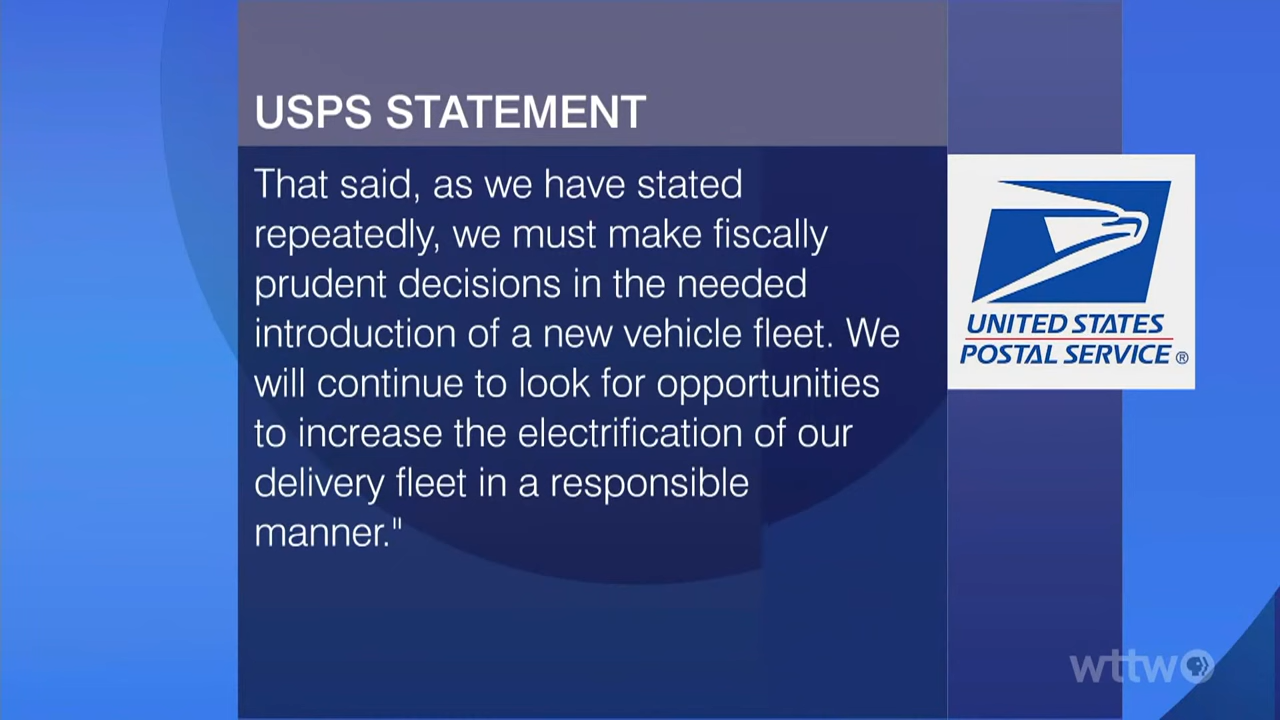 USPS STATEMENT
That said, as we have stated
repeatedly, we must make fiscally
prudent decisions in the needed
introduction of a new vehicle fleet. We
will continue to look for opportunities
to increase the electrification of our
delivery fleet in a responsible
manner."
UNITED STATES
POSTAL SERVICE ®
wttw